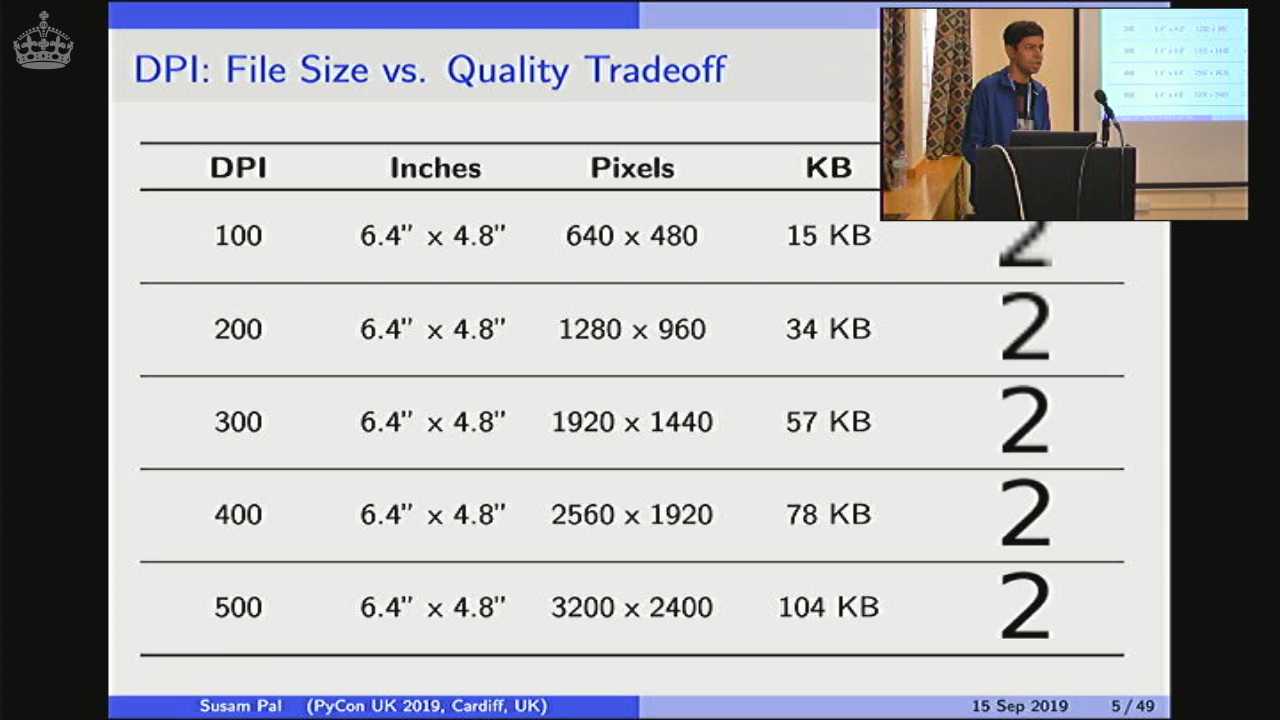 DPI: File Size vs. Quality Tradeoff
DPI Inches Pixels KB
100 6.4" x 4.8" 640 x 480 15 KB 2
200 6.4" x 4.8" 1280 x 960 34 KB 2
300 6.4" x 4.8" 1920 x 1440 57 KB 2
400 6.4" x 4.8" 2560 x 1920 78 KB 2
500 6.4" x 4.8" 3200 x 2400 104 KB 2
Susam Pal (PyCon UK 2019, Cardiff, UK) 15 Sep 2019 5 / 49